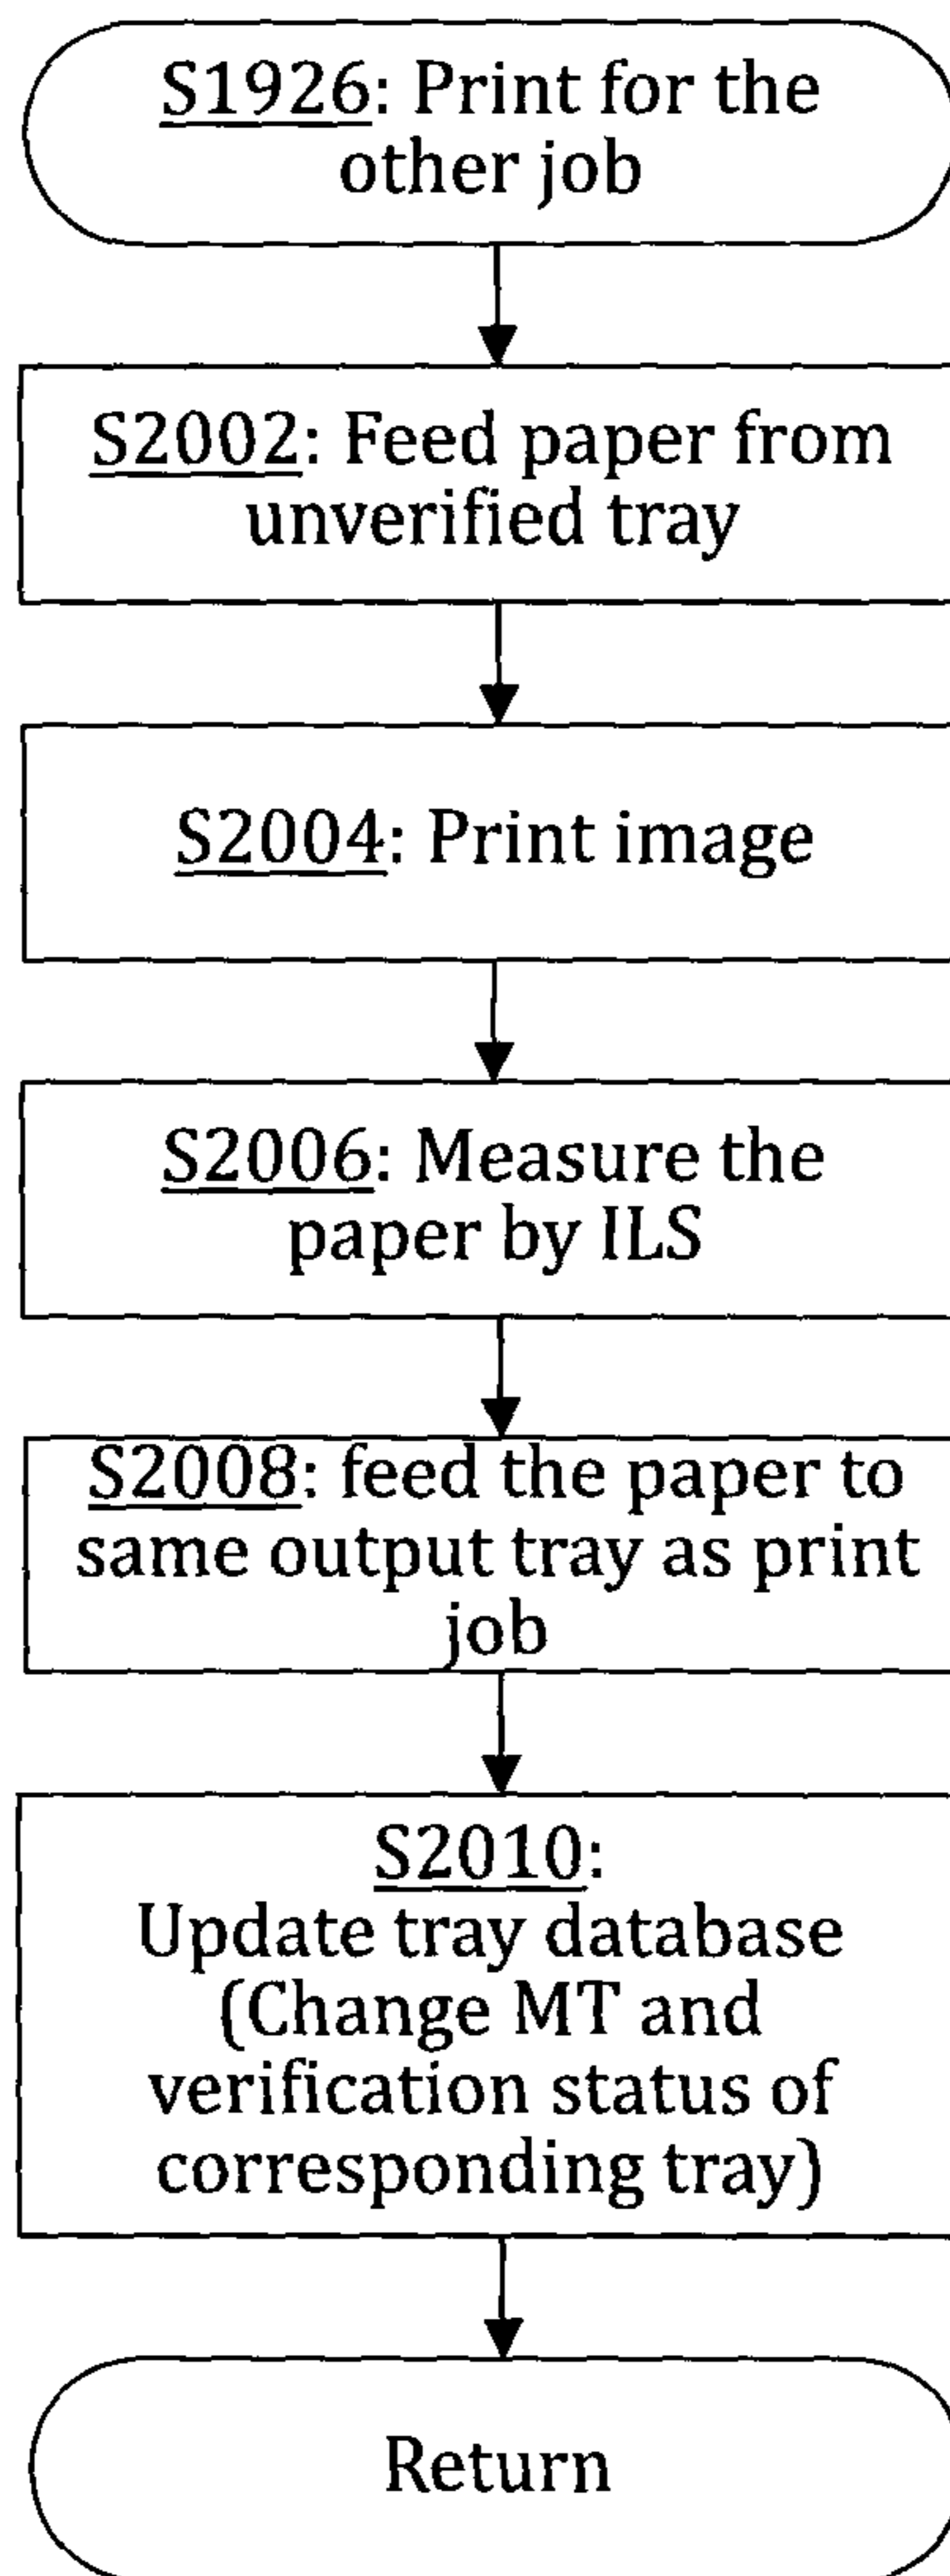 S1926: Print for the
other job
S2002: Feed paper from
unverified tray
S2004: Print image
S2006: Measure the
paper by ILS
S2008: feed the paper to
same output tray as print
job
S2010:
Update tray database
(Change MT and
verification status of
corresponding tray)
Return